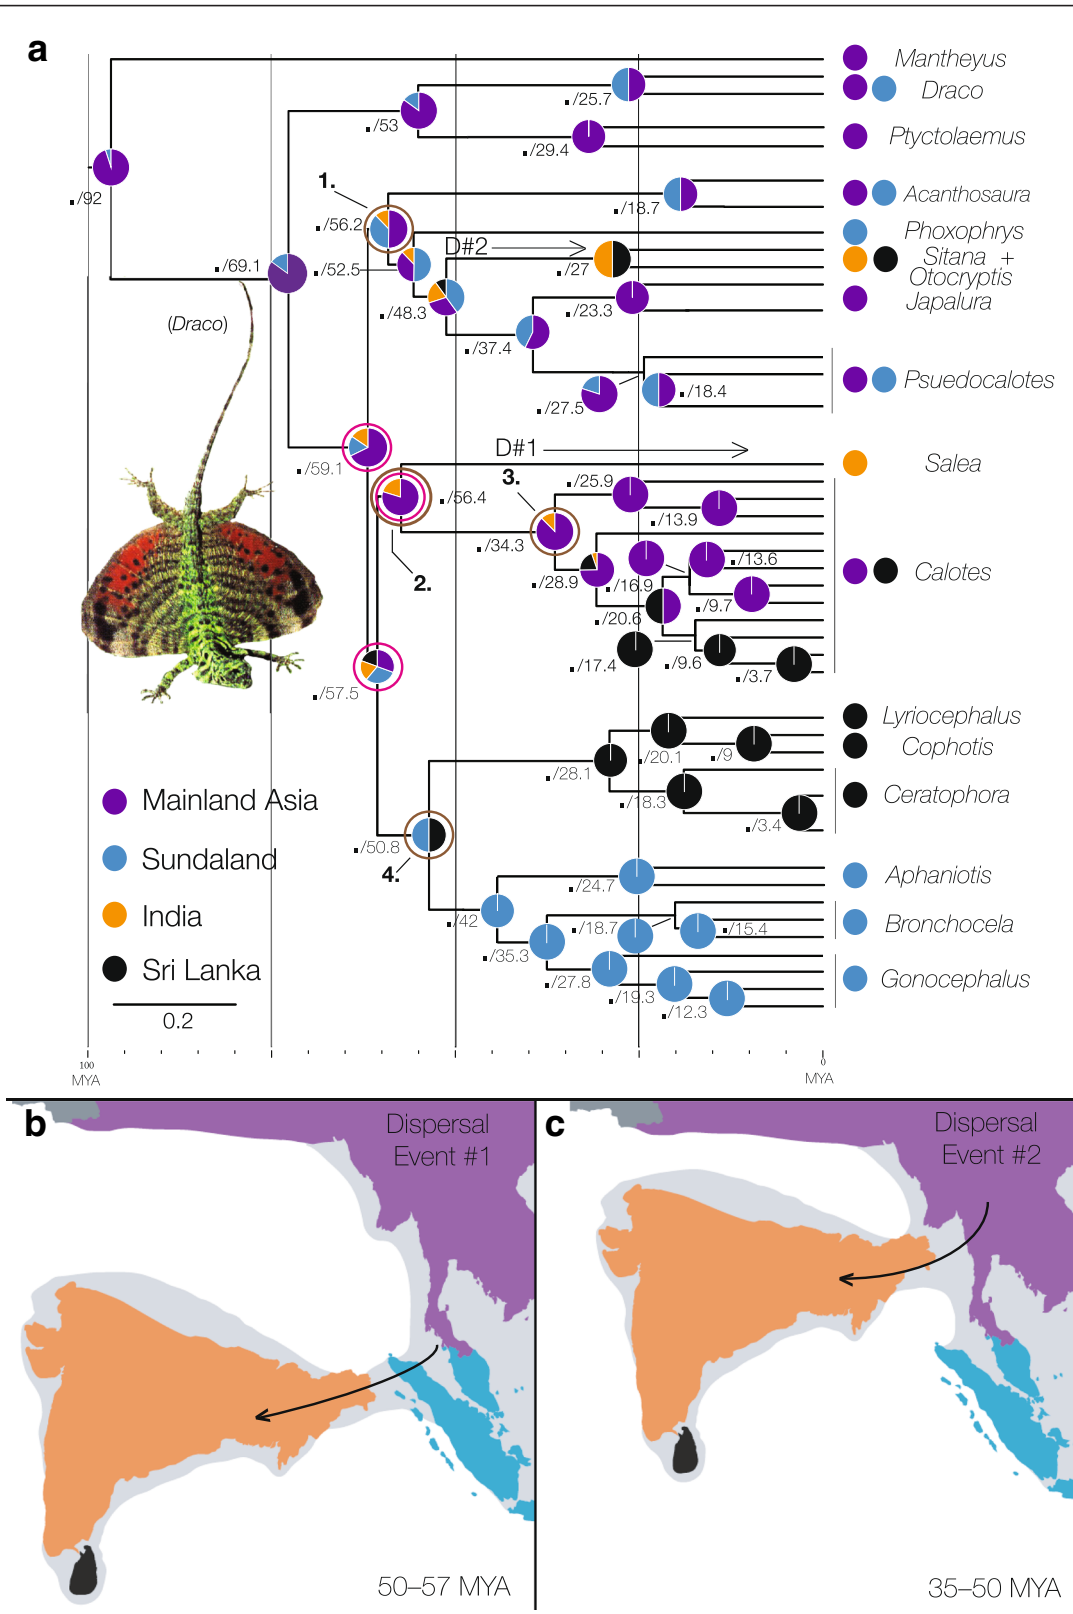 a
Mantheyus
Draco
Ptyctolaemus
Acanthosaura
Phoxophrys
Sitana +
Otocryptis
Japalura
Psuedocalotes
Salea
Calotes
Lyriocephalus
Cophotis
Ceratophora
Aphaniotis
Bronchocela
Gonocephalus
/92
/69.1
/53
/25.7
/29.4
1.
/56.2
/18.7
/52.5
D#2
/27
/48.3
/23.3
/37.4
/27.5
/18.4
(Draco)
/59.1
D#1
/56.4
2.
3.
/25.9
/13.9
/34.3
/28.9
/16.9
/13.6
/9.7
/20.6
/17.4
/9.6
/3.7
/57.5
/28.1
/20.1
/9
/18.3
/3.4
/50.8
4.
/42
/24.7
/35.3
/18.7
/15.4
/27.8
/19.3
/12.3
Mainland Asia
Sundaland
India
Sri Lanka
0.2
100
MYA
0
MYA
b
Dispersal
Event #1
50–57 MYA
c
Dispersal
Event #2
35–50 MYA